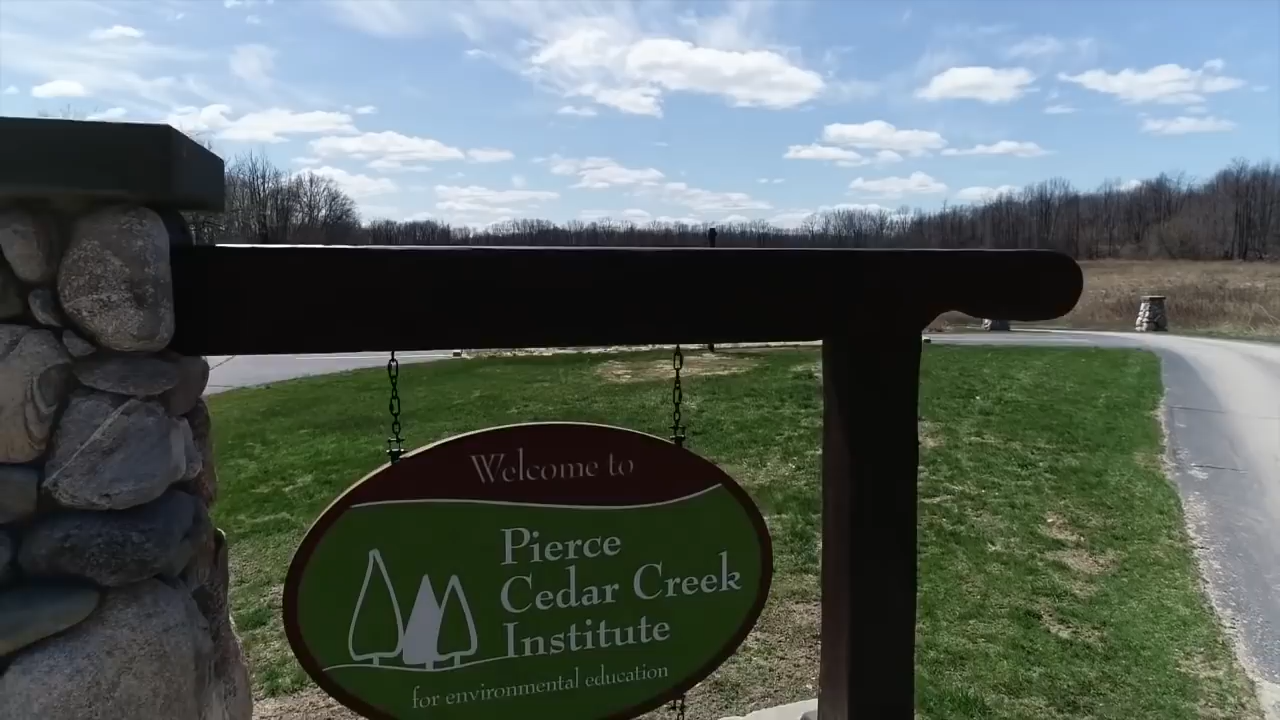 Welcome to
Pierce
Cedar Creek
Institute
for environmental education